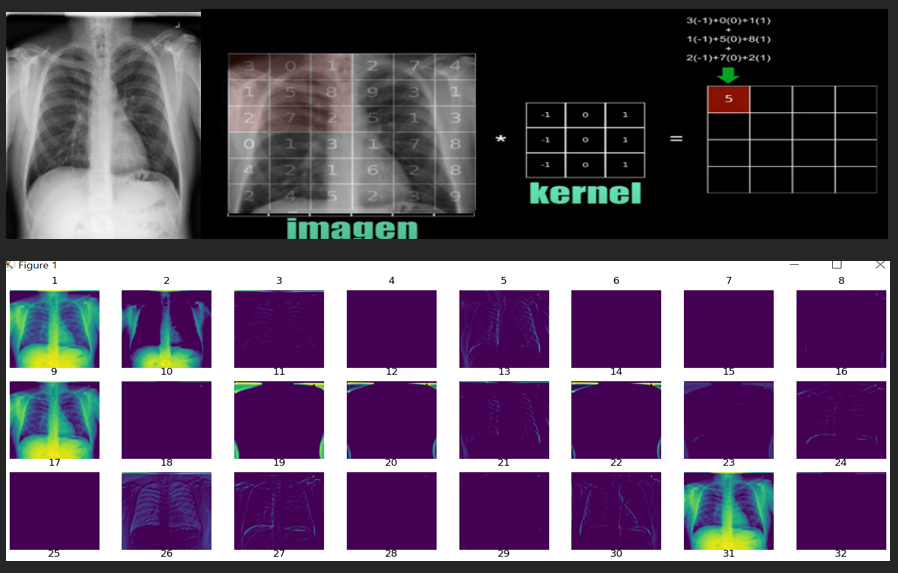 3(-1)+0(0)+1(1)
+
1(-1)+5(0)+8(1)
+
2(-1)+7(0)+2(1)
3 0 1 2 7 4
1 5 8 9 3 1
2 7 2 5 1 3
0 1 3 1 7 8
4 2 1 6 2 8
2 4 5 2 3 9
imagen
*
-1 0 1
-1 0 1
-1 0 1
kernel
=
5
Figure 1
1 2 3 4 5 6 7 8
9 10 11 12 13 14 15 16
17 18 19 20 21 22 23 24
25 26 27 28 29 30 31 32